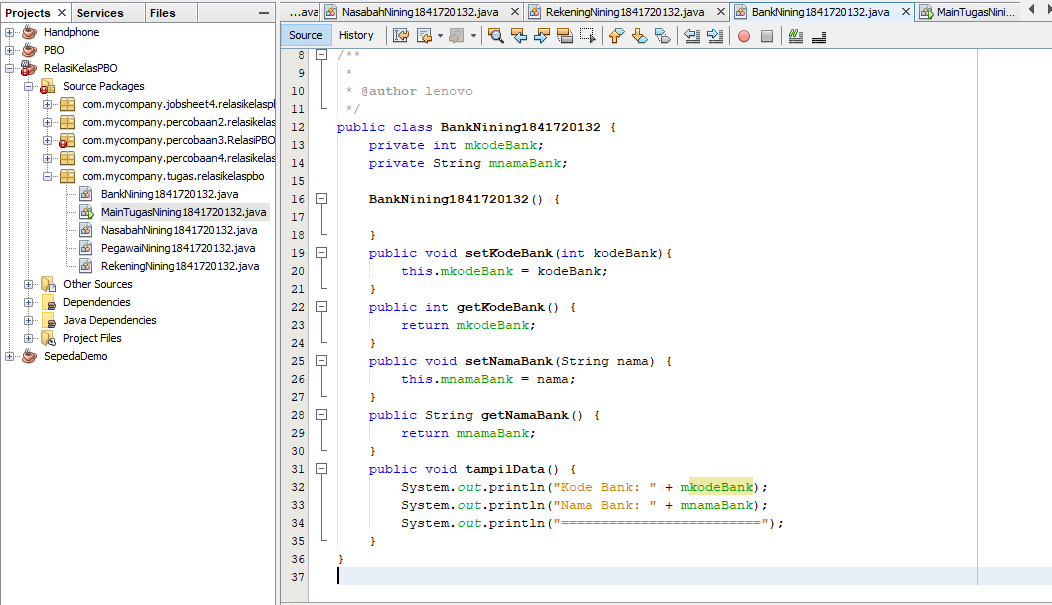 Projects Services Files
Handphone
PBO
RelasiKelasPBO
Source Packages
com.mycompany.jobsheet4.relasikelaspl
com.mycompany.percobaan2.relasikelas
com.mycompany.percobaan3.RelasiPBO
com.mycompany.percobaan4.relasikelas
com.mycompany.tugas.relasikelaspbo
BankNining1841720132.java
MainTugasNining1841720132.java
NasabahNining1841720132.java
PegawaiNining1841720132.java
RekeningNining1841720132.java
Other Sources
Dependencies
Java Dependencies
Project Files
SepedaDemo
...ava NasabahNining1841720132.java RekeningNining1841720132.java BankNining1841720132.java MainTugasNini...
Source History
8 /**
9 *
10 * @author lenovo
11 */
12 public class BankNining1841720132 {
13 private int mkodeBank;
14 private String mnamaBank;
15
16 BankNining1841720132() {
17
18 }
19 public void setKodeBank(int kodeBank){
20 this.mkodeBank = kodeBank;
21 }
22 public int getKodeBank() {
23 return mkodeBank;
24 }
25 public void setNamaBank(String nama) {
26 this.mnamaBank = nama;
27 }
28 public String getNamaBank() {
29 return mnamaBank;
30 }
31 public void tampilData() {
32 System.out.println("Kode Bank: " + mkodeBank);
33 System.out.println("Nama Bank: " + mnamaBank);
34 System.out.println("=========================");
35 }
36 }
37